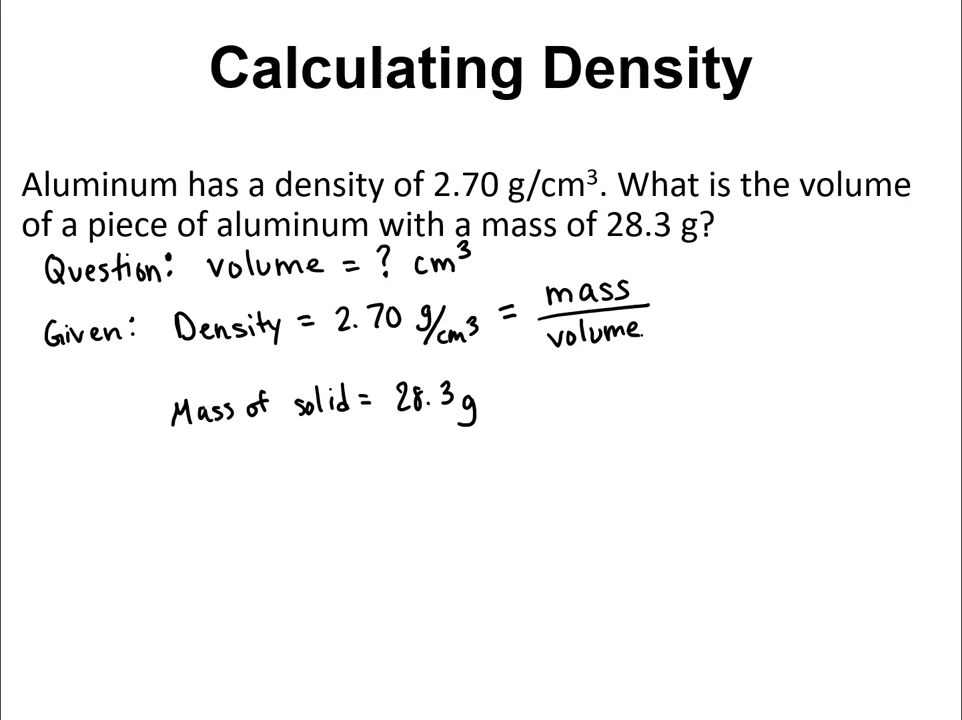 Calculating Density
Aluminum has a density of 2.70 g/cm³. What is the volume
of a piece of aluminum with a mass of 28.3 g?
Question: volume = ? cm³
Given: Density = 2.70 g/cm³ = mass/volume
Mass of solid = 28.3 g